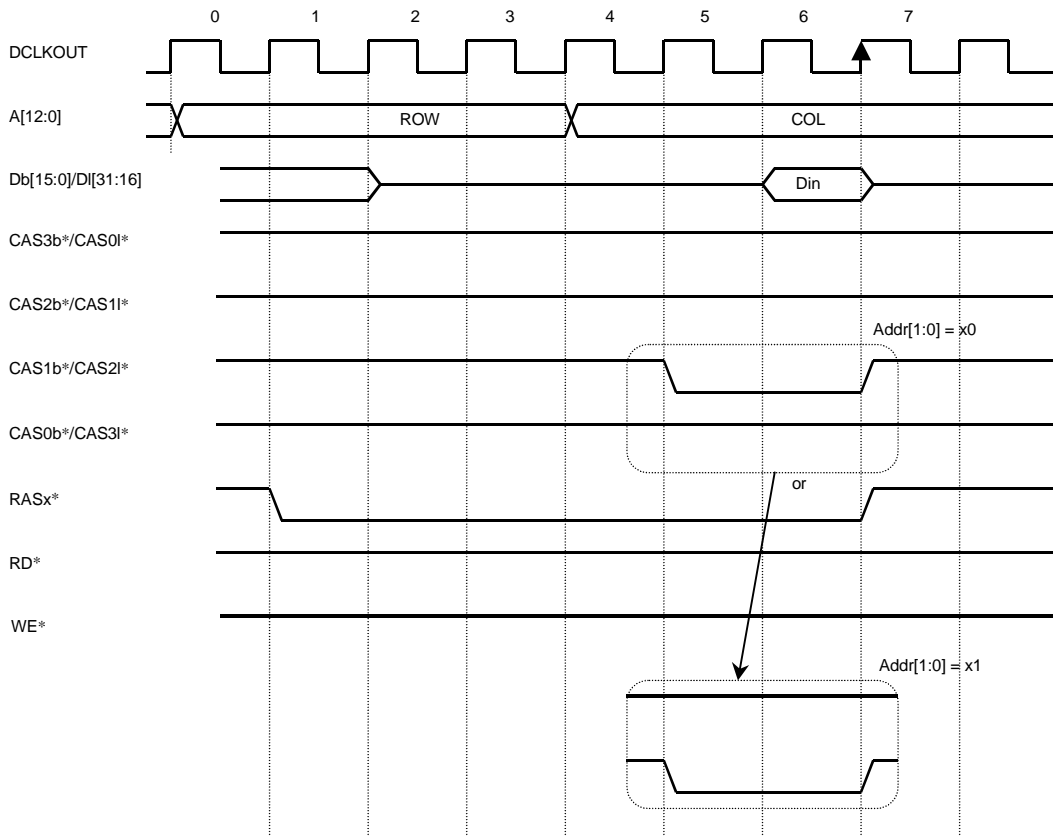 0 1 2 3 4 5 6 7
DCLKOUT
A[12:0] ROW COL
Db[15:0]/Dl[31:16] Din
CAS3b*/CAS0l*
CAS2b*/CAS1l*
Addr[1:0] = x0
CAS1b*/CAS2l*
CAS0b*/CAS3l*
or
RASx*
RD*
WE*
Addr[1:0] = x1